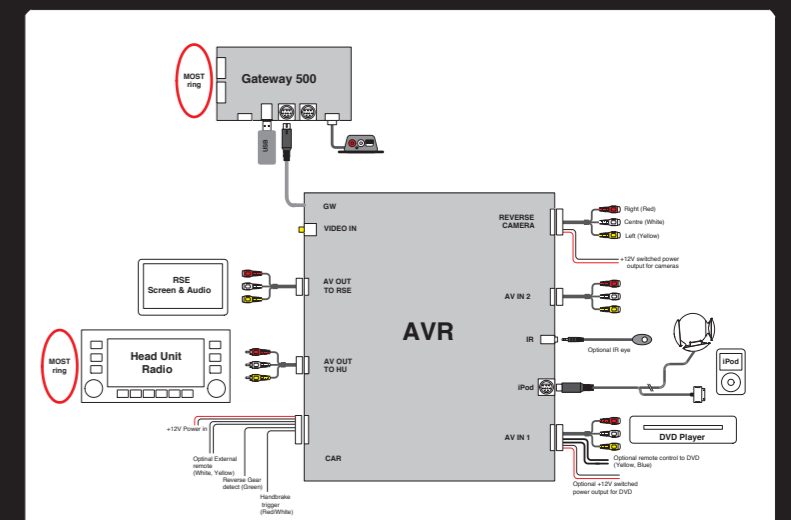 MOST
ring
Gateway 500
USB
GW
VIDEO IN
REVERSE
CAMERA
Right (Red)
Centre (White)
Left (Yellow)
+12V switched power
output for cameras
RSE
Screen & Audio
AV OUT
TO RSE
AV IN 2
AVR
IR
Optional IR eye
MOST
ring
Head Unit
Radio
AV OUT
TO HU
iPod
iPod
+12V Power in
Optinal External
remote
(White, Yellow)
Reverse Gear
detect (Green)
Handbrake
trigger
(Red/White)
CAR
AV IN 1
DVD Player
Optional remote control to DVD
(Yellow, Blue)
Optional +12V switched
power output for DVD